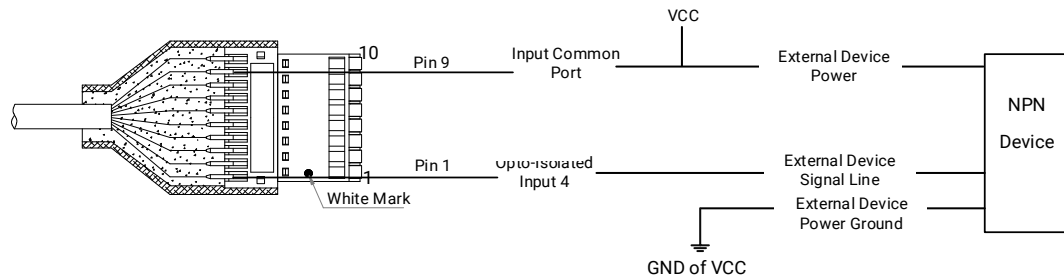 VCC
10
Pin 9
Input Common
Port
External Device
Power
NPN
Device
Pin 1
1
Opto-Isolated
Input 4
External Device
Signal Line
White Mark
External Device
Power Ground
GND of VCC